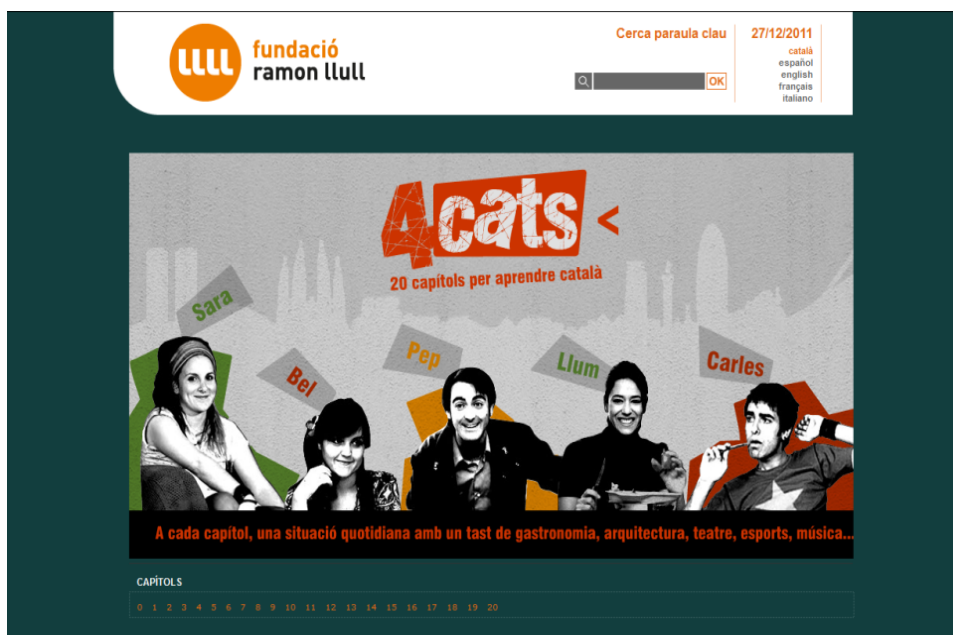 LLLL
fundació
ramon llull
Cerca paraula clau
OK
27/12/2011
català
español
english
français
italiano
4cats <
20 capítols per aprendre català
Sara
Bel
Pep
Llum
Carles
A cada capítol, una situació quotidiana amb un tast de gastronomia, arquitectura, teatre, esports, música...
CAPÍTOLS
0 1 2 3 4 5 6 7 8 9 10 11 12 13 14 15 16 17 18 19 20